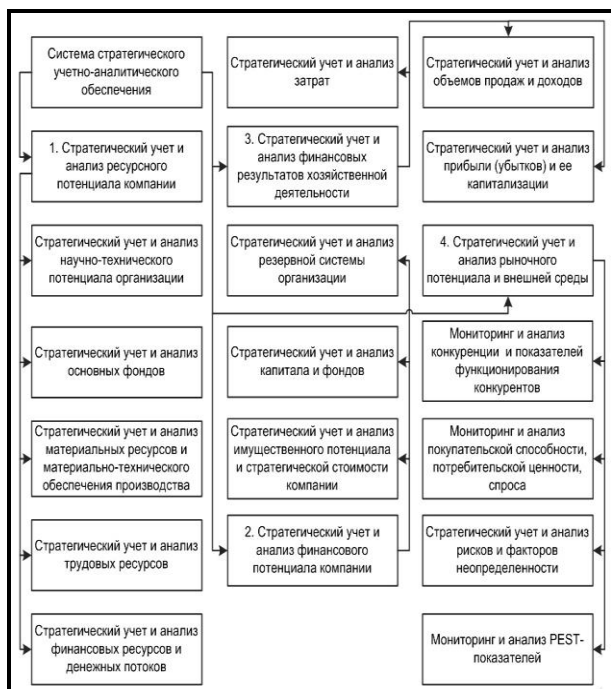 Система стратегического
учетно-аналитического
обеспечения
1. Стратегический учет и
анализ ресурсного
потенциала компании
Стратегический учет и анализ
научно-технического
потенциала организации
Стратегический учет и анализ
основных фондов
Стратегический учет и анализ
материальных ресурсов и
материально-технического
обеспечения производства
Стратегический учет и анализ
трудовых ресурсов
Стратегический учет и анализ
финансовых ресурсов и
денежных потоков
Стратегический учет и анализ
затрат
3. Стратегический учет и
анализ финансовых
результатов хозяйственной
деятельности
Стратегический учет и анализ
резервной системы
организации
Стратегический учет и анализ
капитала и фондов
Стратегический учет и анализ
имущественного потенциала
и стратегической стоимости
компании
2. Стратегический учет и
анализ финансового
потенциала компании
Стратегический учет и анализ
объемов продаж и доходов
Стратегический учет и анализ
прибыли (убытков) и ее
капитализации
4. Стратегический учет и
анализ рыночного
потенциала и внешней среды
Мониторинг и анализ
конкуренции и показателей
функционирования
конкурентов
Мониторинг и анализ
покупательской способности,
потребительской ценности,
спроса
Стратегический учет и анализ
рисков и факторов
неопределенности
Мониторинг и анализ PEST-
показателей